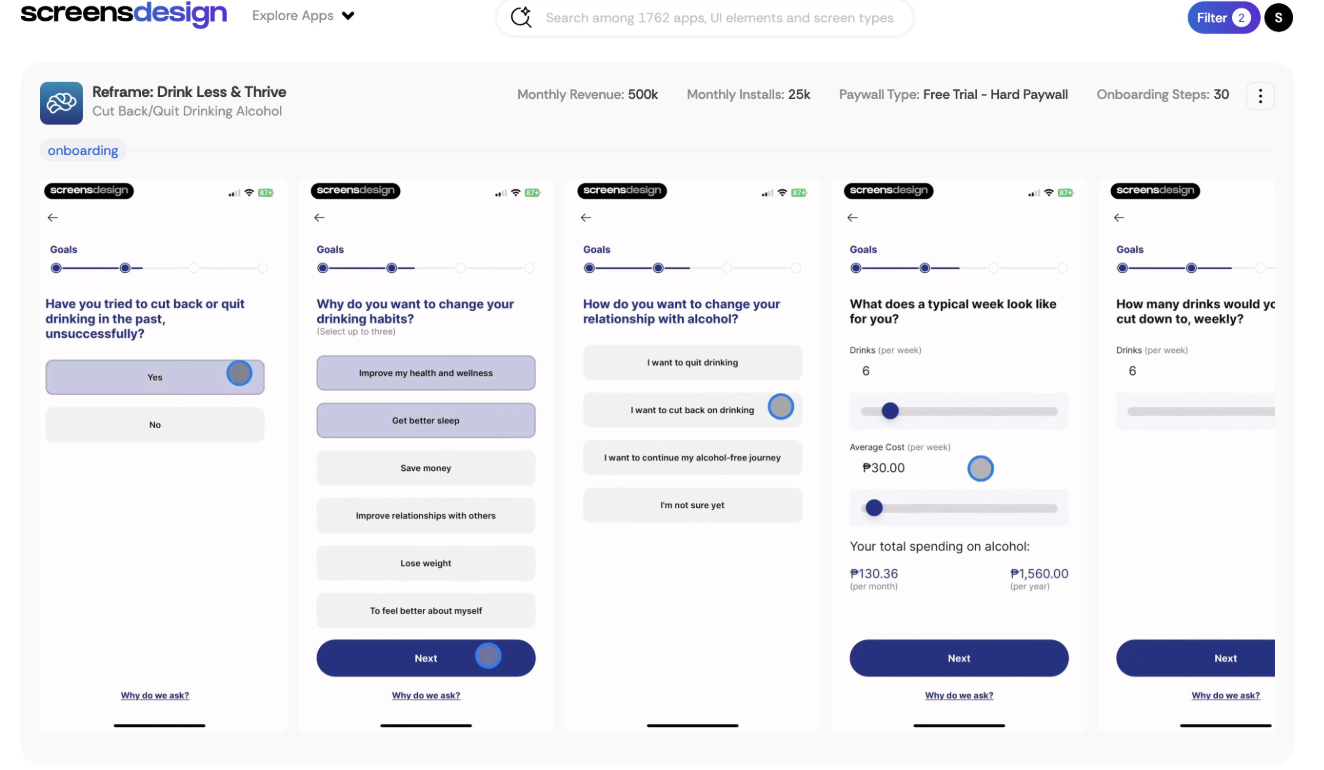 screensdesign
Explore Apps
Search among 1762 apps, UI elements and screen types
Filter 2
S
Reframe: Drink Less & Thrive
Cut Back/Quit Drinking Alcohol
Monthly Revenue: 500k
Monthly Installs: 25k
Paywall Type: Free Trial - Hard Paywall
Onboarding Steps: 30
onboarding
screensdesign
87+
Goals
Have you tried to cut back or quit
drinking in the past,
unsuccessfully?
Yes
No
Why do we ask?
screensdesign
87+
Goals
Why do you want to change your
drinking habits?
(Select up to three)
Improve my health and wellness
Get better sleep
Save money
Improve relationships with others
Lose weight
To feel better about myself
Next
Why do we ask?
screensdesign
87+
Goals
How do you want to change your
relationship with alcohol?
I want to quit drinking
I want to cut back on drinking
I want to continue my alcohol-free journey
I'm not sure yet
screensdesign
87+
Goals
What does a typical week look like
for you?
Drinks (per week)
6
Average Cost (per week)
₱30.00
Your total spending on alcohol:
₱130.36
(per month)
₱1,560.00
(per year)
Next
Why do we ask?
screensdesign
Goals
How many drinks would yo
cut down to, weekly?
Drinks (per week)
6
Next
Why do we ask?